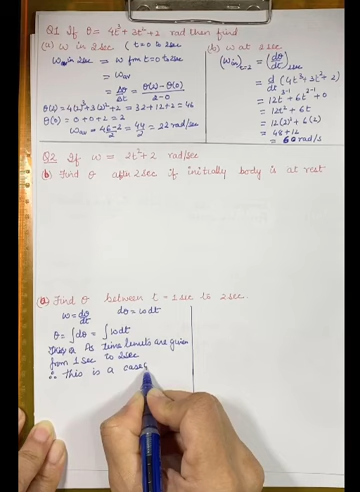 Q1 If θ = 4t³ + 3t² + 2 rad then find
(a) ω in 2sec (t=0 to 2sec)
ω in 2sec = ω from t=0 to 2sec
= ωav
= Δθ/Δt = θ(2) - θ(0) / 2-0
θ(2) = 4(2)³ + 3(2)² + 2 = 32 + 12 + 2 = 46
θ(0) = 0 + 0 + 2 = 2
ωav = 46-2/2 = 44/2 = 22 rad/sec
(b) ω at 2 sec
(ωin)t=2 = (dθ/dt)2sec
= d/dt (4t³ + 3t² + 2)
= 12t³⁻¹ + 6t²⁻¹ + 0
= 12t² + 6t
= 12(2)² + 6(2)
= 48 + 12
= 60 rad/s
Q2 If ω = 2t² + 2 rad/sec
(b) Find θ after 2sec if initially body is at rest
(a) Find θ between t = 1sec to 2sec.
ω = dθ/dt dθ = ωdt
θ = ∫dθ = ∫ωdt
As time limits are given
from 1 sec to 2sec
∴ this is a case